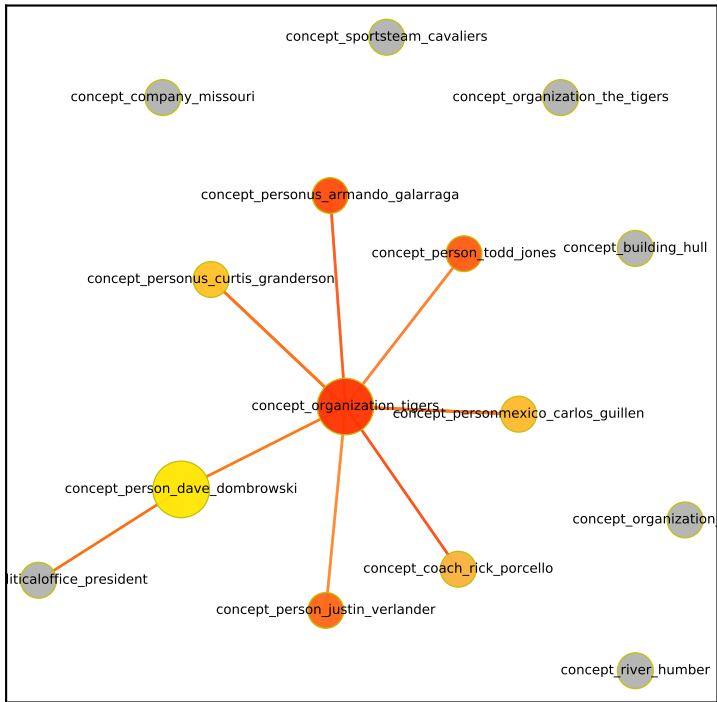 concept_sportsteam_cavaliers
concept_company_missouri
concept_organization_the_tigers
concept_personus_armando_galarraga
concept_building_hull
concept_person_todd_jones
concept_personus_curtis_granderson
concept_organization_tigers
concept_personmexico_carlos_guillen
concept_person_dave_dombrowski
concept_organization_
concept_coach_rick_porcello
liticaloffice_president
concept_person_justin_verlander
concept_river_humber